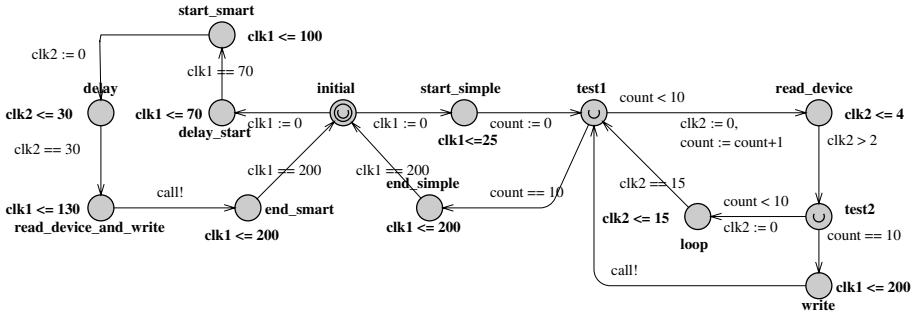 start_smart
clk1 <= 100
clk2 := 0
clk1 == 70
delay
initial
start_simple
test1
read_device
clk2 <= 30
clk1 <= 70
delay_start
clk1 := 0
clk1 := 0
clk1<=25
count := 0
count < 10
clk2 := 0,
count := count+1
clk2 <= 4
clk2 == 30
clk2 > 2
clk1 == 200
clk1 == 200
end_simple
clk2 == 15
call!
count == 10
count < 10
test2
clk1 <= 130
read_device_and_write
end_smart
clk1 <= 200
clk1 <= 200
clk2 <= 15
loop
clk2 := 0
count == 10
call!
clk1 <= 200
write